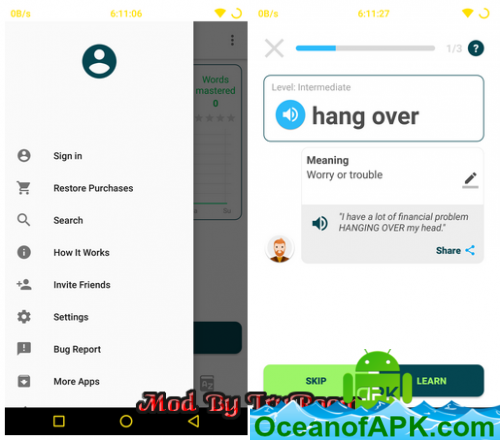 0B/s
6:11:06
Words
mastered
0
Sign in
Restore Purchases
Search
How It Works
Invite Friends
Settings
Bug Report
More Apps
Mod By
0B/s
6:11:27
1/3
?
Level: Intermediate
hang over
Meaning
Worry or trouble
"I have a lot of financial problem
HANGING OVER my head."
Share
SKIP
LEARN
APK
OceanofAPK.com